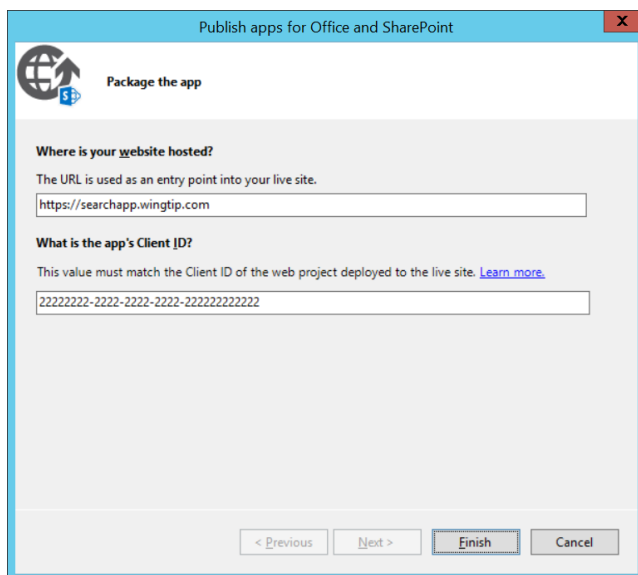 Publish apps for Office and SharePoint
X
Package the app
S
Where is your website hosted?
The URL is used as an entry point into your live site.
https://searchapp.wingtip.com
What is the app's Client ID?
This value must match the Client ID of the web project deployed to the live site. Learn more.
22222222-2222-2222-2222-222222222222
< Previous Next > Finish Cancel